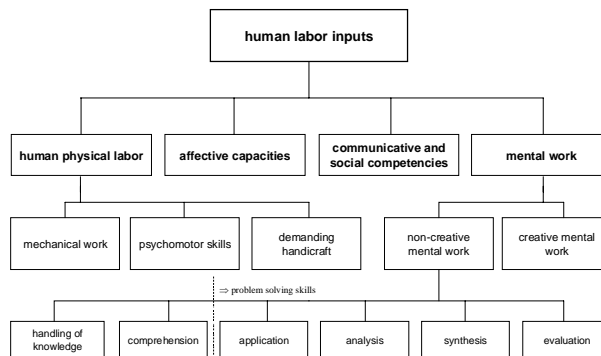 human labor inputs
human physical labor
affective capacities
communicative and
social competencies
mental work
mechanical work
psychomotor skills
demanding
handicraft
non-creative
mental work
creative mental
work
⇒ problem solving skills
handling of
knowledge
comprehension
application
analysis
synthesis
evaluation